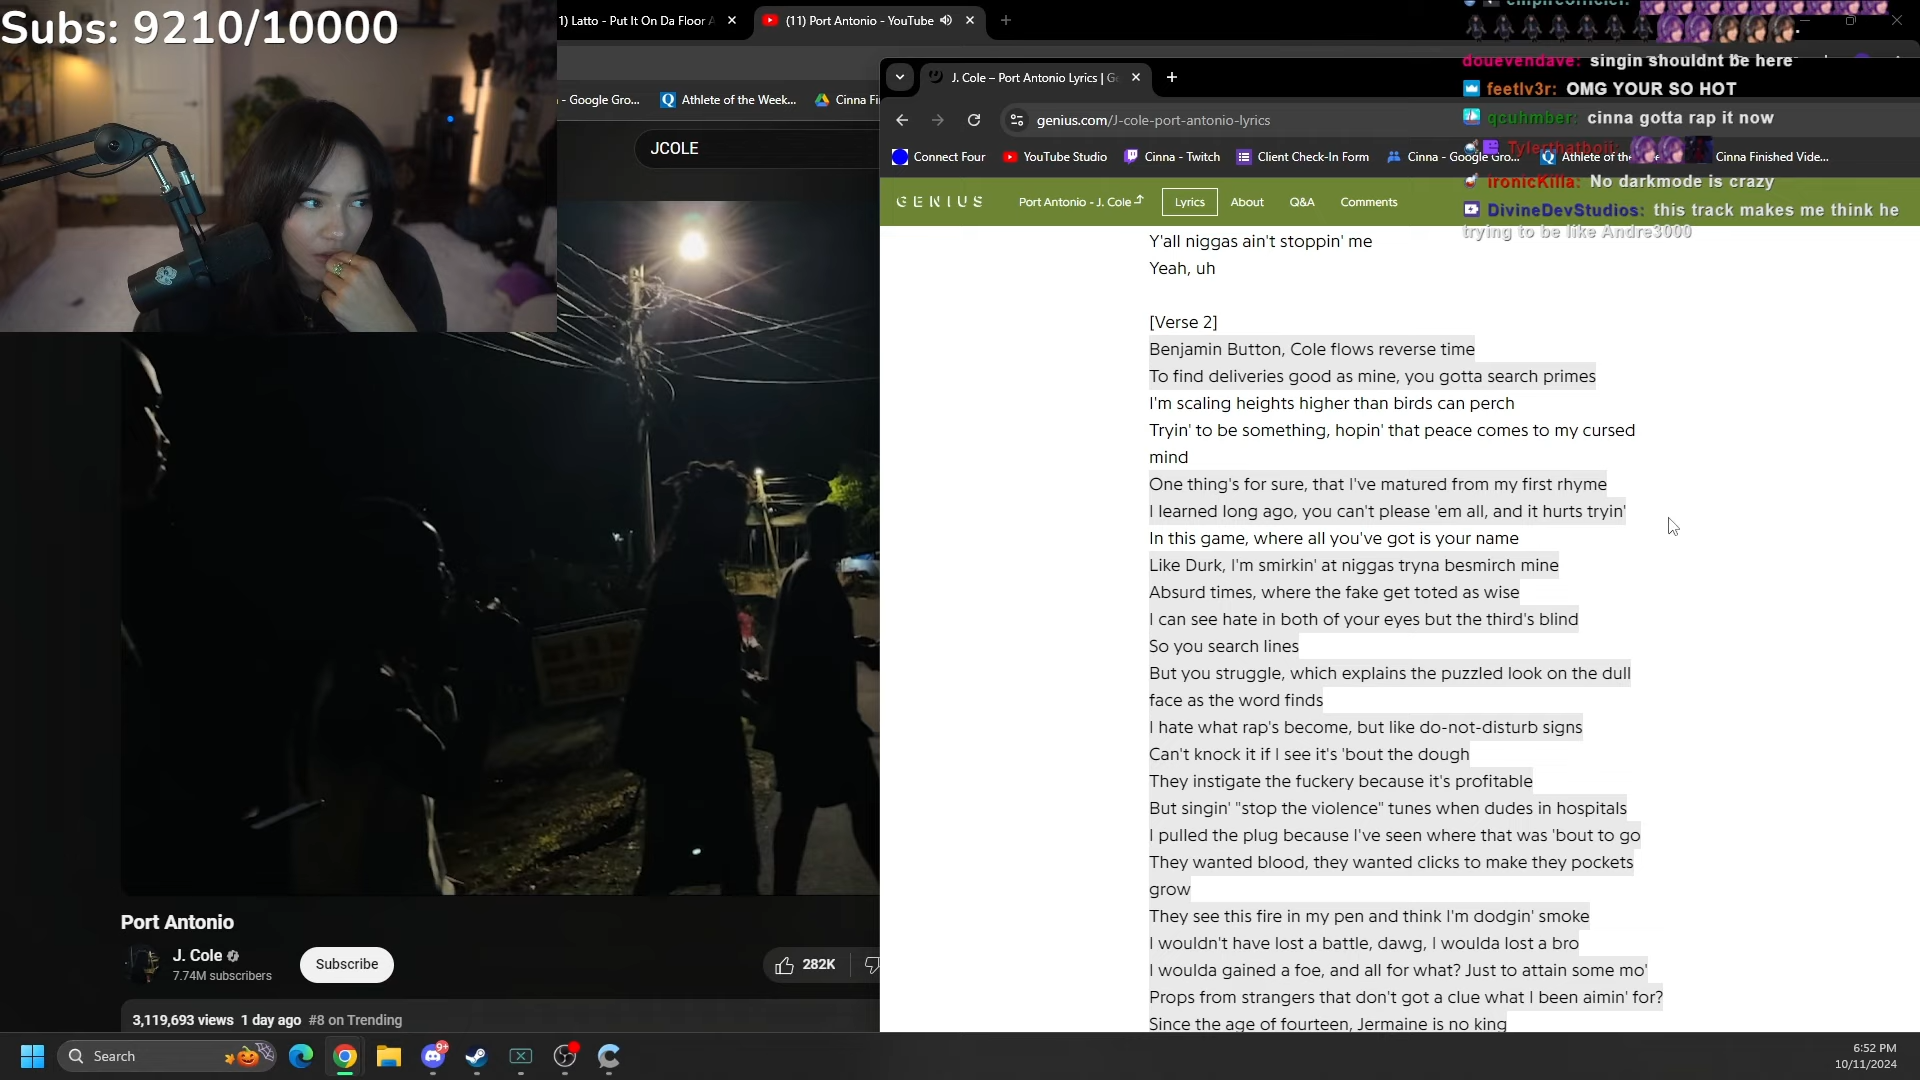 Subs: 9210/10000
1) Latto - Put It On Da Floor A
(11) Port Antonio - YouTube
- Google Gro...
Athlete of the Week...
Cinna Fi
JCOLE
J. Cole – Port Antonio Lyrics | G
genius.com/J-cole-port-antonio-lyrics
Connect Four
YouTube Studio
Cinna - Twitch
Client Check-In Form
Cinna - Google Gro...
Athlete of the
Cinna Finished Vide...
GENIUS
Port Antonio - J. Cole
Lyrics
About
Q&A
Comments
douevendave: singin shouldnt be here
feetlv3r: OMG YOUR SO HOT
qcuhmber: cinna gotta rap it now
Tylerthatboii:
ironicKilla: No darkmode is crazy
DivineDevStudios: this track makes me think he
trying to be like Andre3000
Y'all niggas ain't stoppin' me
Yeah, uh
[Verse 2]
Benjamin Button, Cole flows reverse time
To find deliveries good as mine, you gotta search primes
I'm scaling heights higher than birds can perch
Tryin' to be something, hopin' that peace comes to my cursed
mind
One thing's for sure, that I've matured from my first rhyme
I learned long ago, you can't please 'em all, and it hurts tryin'
In this game, where all you've got is your name
Like Durk, I'm smirkin' at niggas tryna besmirch mine
Absurd times, where the fake get toted as wise
I can see hate in both of your eyes but the third's blind
So you search lines
But you struggle, which explains the puzzled look on the dull
face as the word finds
I hate what rap's become, but like do-not-disturb signs
Can't knock it if I see it's 'bout the dough
They instigate the fuckery because it's profitable
But singin' "stop the violence" tunes when dudes in hospitals
I pulled the plug because I've seen where that was 'bout to go
They wanted blood, they wanted clicks to make they pockets
grow
They see this fire in my pen and think I'm dodgin' smoke
I wouldn't have lost a battle, dawg, I woulda lost a bro
I woulda gained a foe, and all for what? Just to attain some mo'
Props from strangers that don't got a clue what I been aimin' for?
Since the age of fourteen, Jermaine is no king
Port Antonio
J. Cole
7.74M subscribers
Subscribe
282K
3,119,693 views 1 day ago #8 on Trending
Search
9+
6:52 PM
10/11/2024